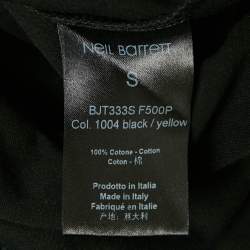 Neil Barrett
S
BJT333S F500P
Col. 1004 black / yellow
100% Cotone - Cotton
Coton - 棉
Prodotto in Italia
Made in Italy
Fabriqué en Italie
产地：意大利